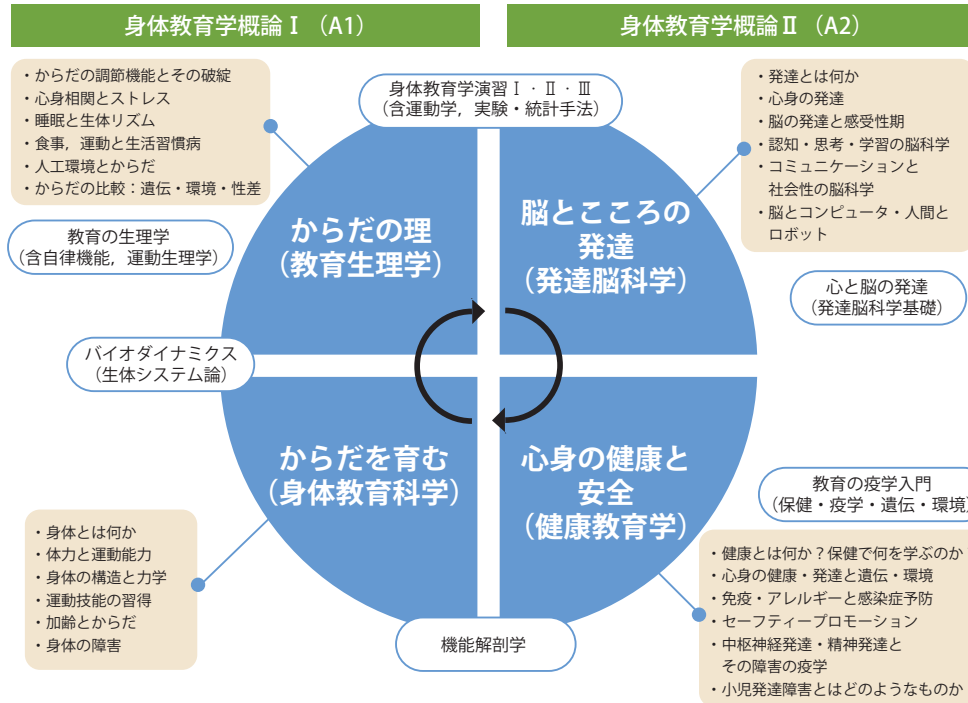 身体教育学概論Ⅰ（A1）
身体教育学概論Ⅱ（A2）
・からだの調節機能とその破綻
・心身相関とストレス
・睡眠と生体リズム
・食事，運動と生活習慣病
・人工環境とからだ
・からだの比較：遺伝・環境・性差
身体教育学演習Ⅰ・Ⅱ・Ⅲ
（含運動学，実験・統計手法）
・発達とは何か
・心身の発達
・脳の発達と感受性期
・認知・思考・学習の脳科学
・コミュニケーションと
社会性の脳科学
・脳とコンピュータ・人間と
ロボット
教育の生理学
（含自律機能，運動生理学）
からだの理
（教育生理学）
脳とこころの
発達
（発達脳科学）
心と脳の発達
（発達脳科学基礎）
バイオダイナミクス
（生体システム論）
からだを育む
（身体教育科学）
心身の健康と
安全
（健康教育学）
教育の疫学入門
（保健・疫学・遺伝・環境）
・身体とは何か
・体力と運動能力
・身体の構造と力学
・運動技能の習得
・加齢とからだ
・身体の障害
機能解剖学
・健康とは何か？保健で何を学ぶのか
・心身の健康・発達と遺伝・環境
・免疫・アレルギーと感染症予防
・セーフティープロモーション
・中枢神経発達・精神発達と
その障害の疫学
・小児発達障害とはどのようなものか